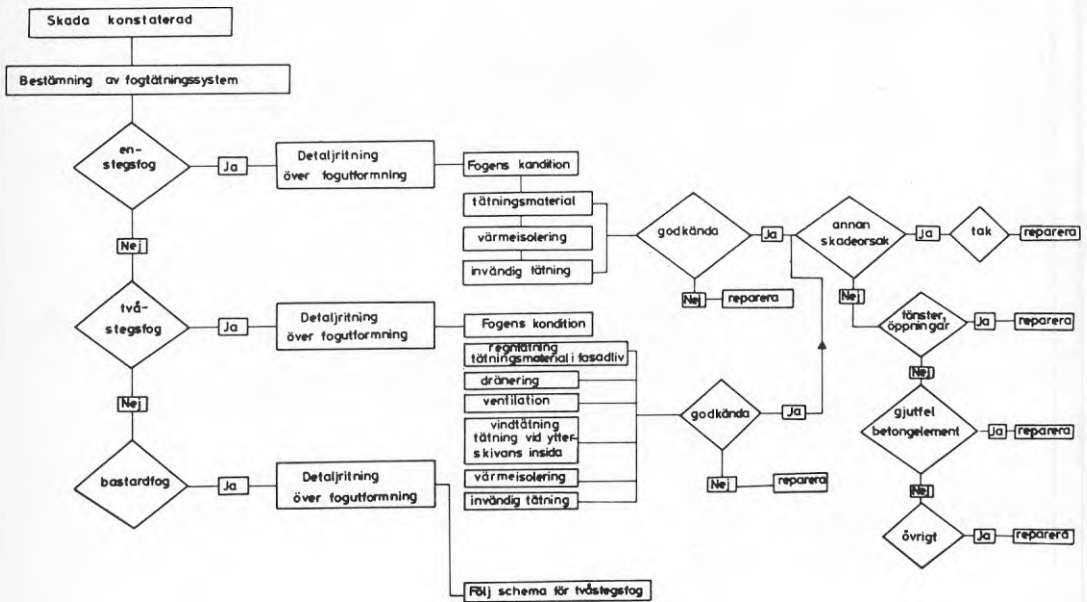 Skada konstaterad
Bestämning av fogtätningssystem
en-
stegsfog
Ja
Detaljritning
över fogutformning
Fogens kandition
tätningsmaterial
värmeisolering
invändig tätning
godkända
Ja
annan
skadeorsak
Ja
tak
reparera
Nej
reparera
Nej
Nej
två-
stegsfog
Ja
Detaljritning
över fogutformning
Fogens kondition
regntätning
tätningsmaterial i fasadliv
dränering
ventilation
vindtätning
tätning vid ytter-
skivans insida
värmeisolering
invändig tätning
godkända
Ja
Nej
reparera
fönster,
öppningar
Ja
reparera
Nej
gjutfel
betongelement
Ja
reparera
Nej
övrigt
Ja
reparera
Nej
bastardfog
Ja
Detaljritning
över fogutformning
Följ schema för tvåstegsfog